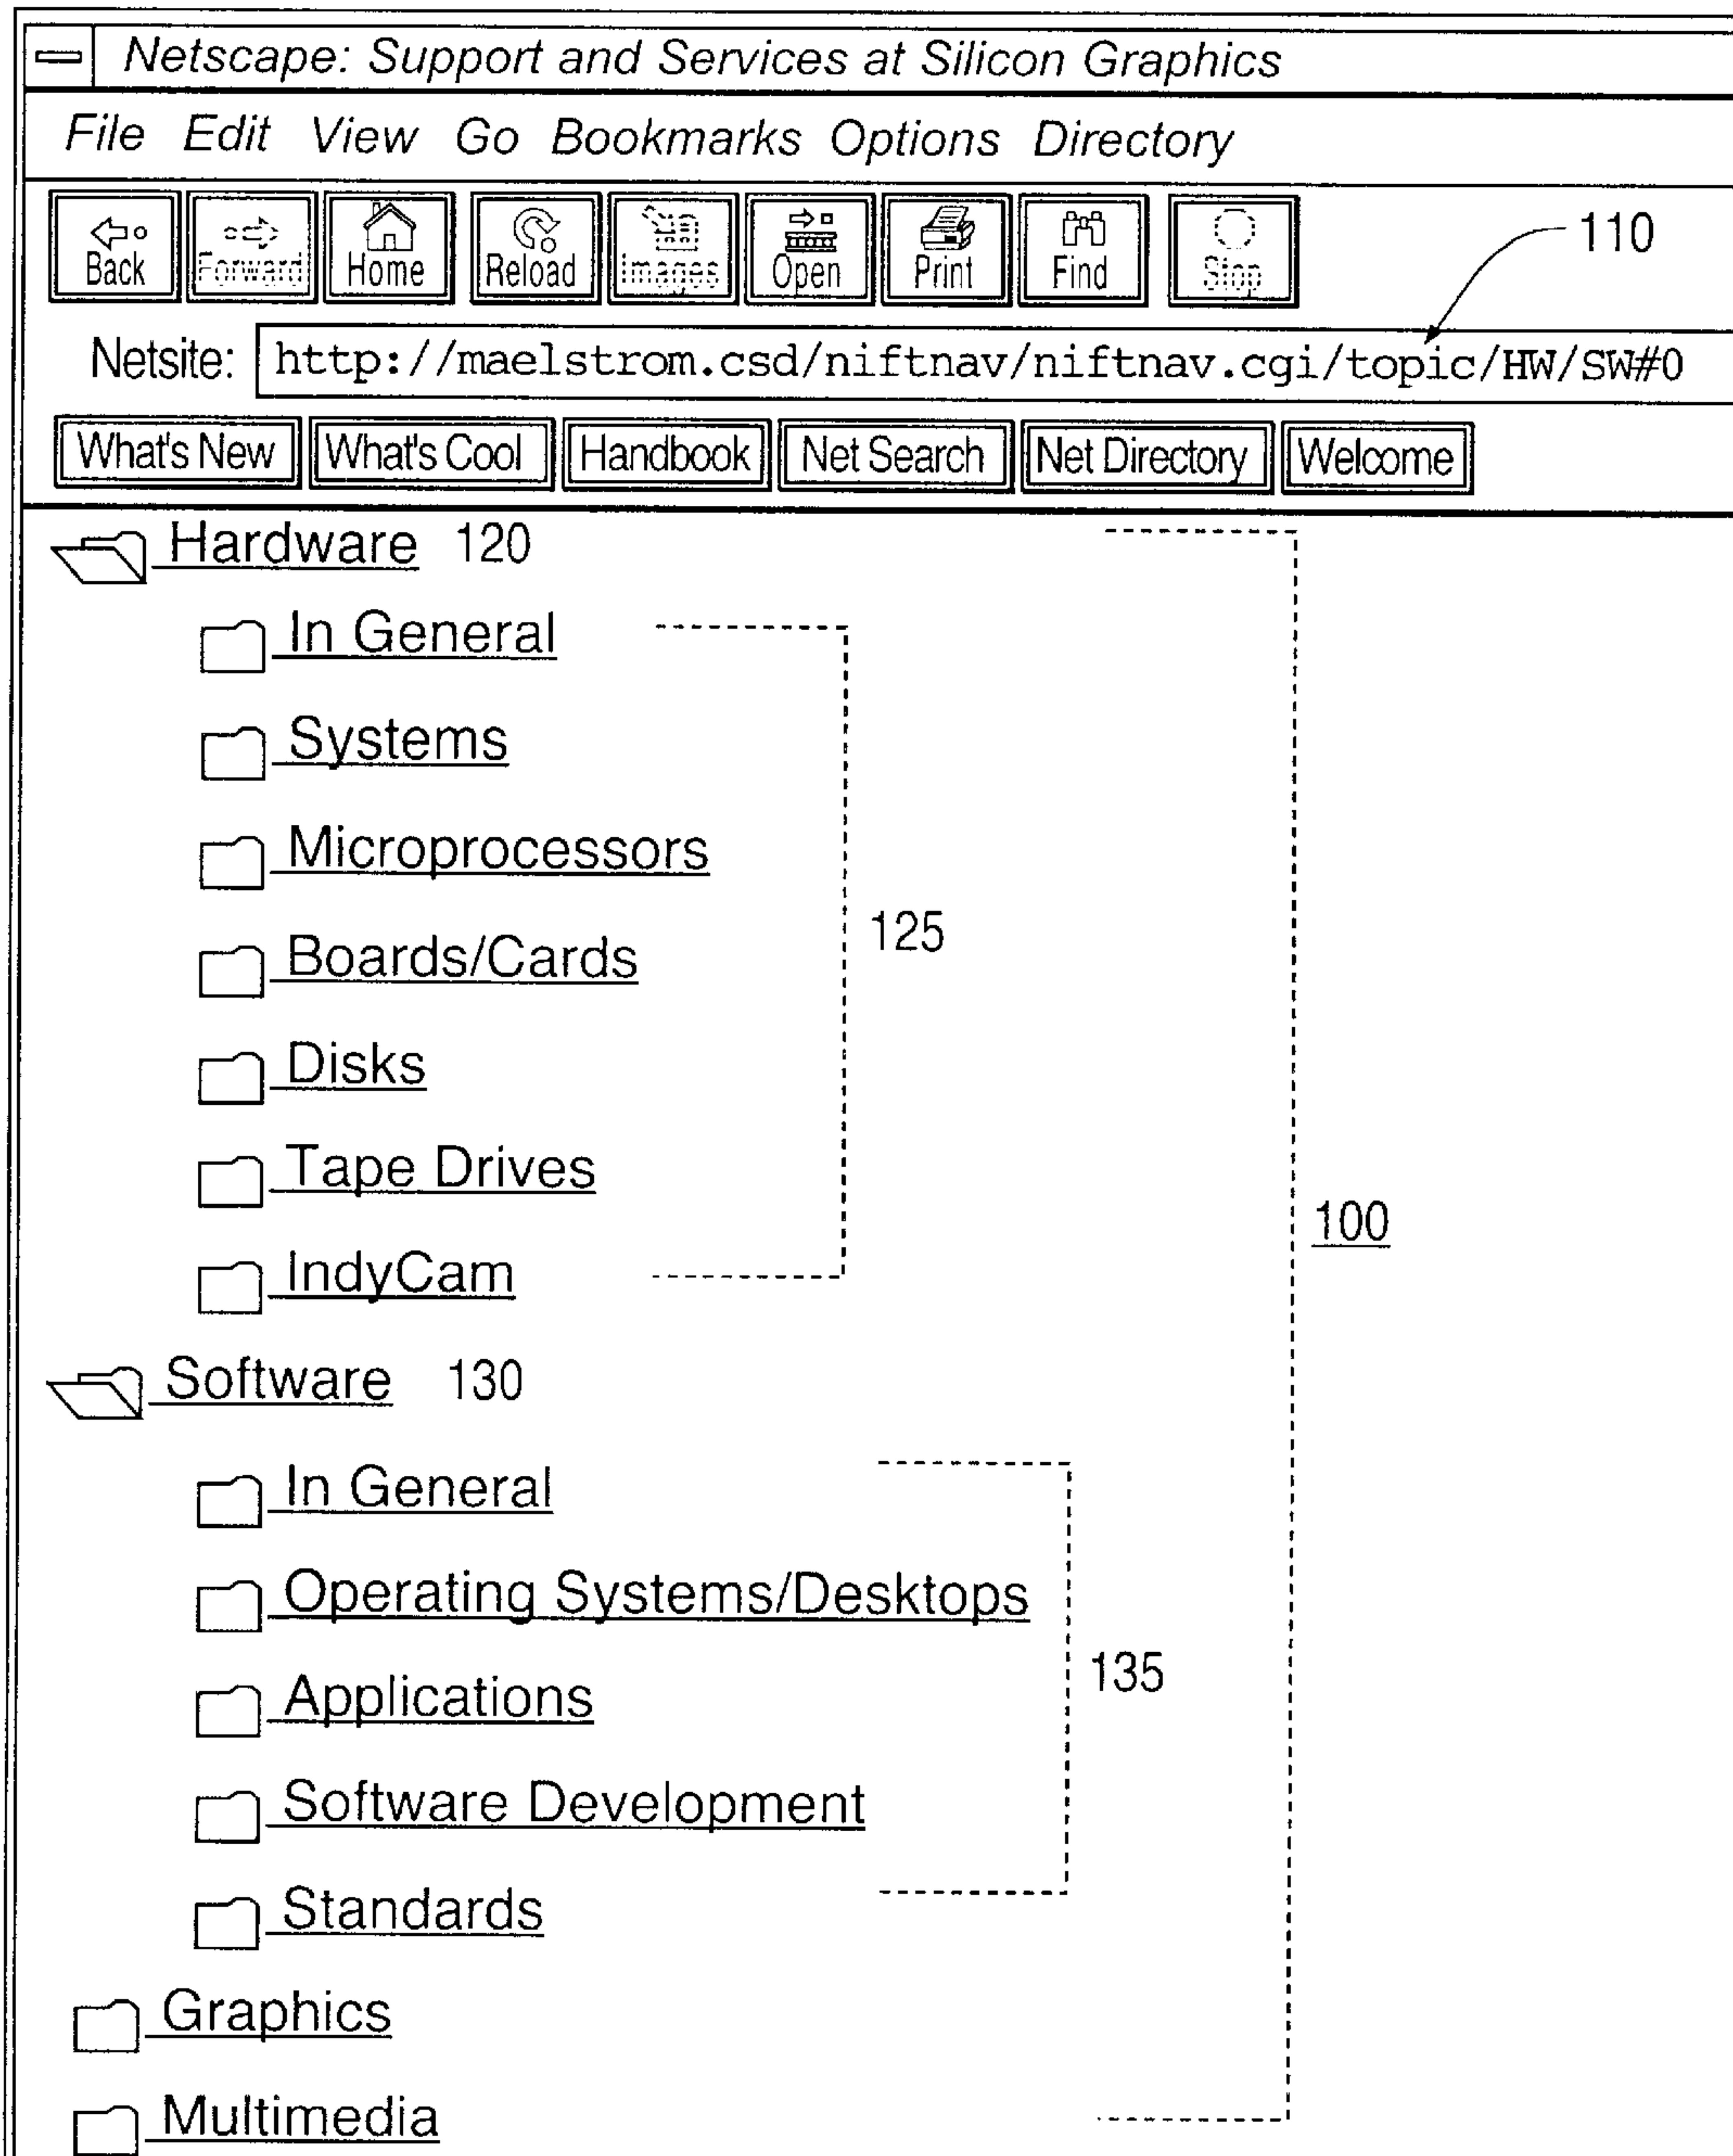 Netscape: Support and Services at Silicon Graphics
File Edit View Go Bookmarks Options Directory
Back Forward Home Reload Images Open Print Find Stop
110
Netsite: http://maelstrom.csd/niftnav/niftnav.cgi/topic/HW/SW#0
What's New What's Cool Handbook Net Search Net Directory Welcome
Hardware 120
In General
Systems
Microprocessors
Boards/Cards
125
Disks
Tape Drives
100
IndyCam
Software 130
In General
Operating Systems/Desktops
135
Applications
Software Development
Standards
Graphics
Multimedia